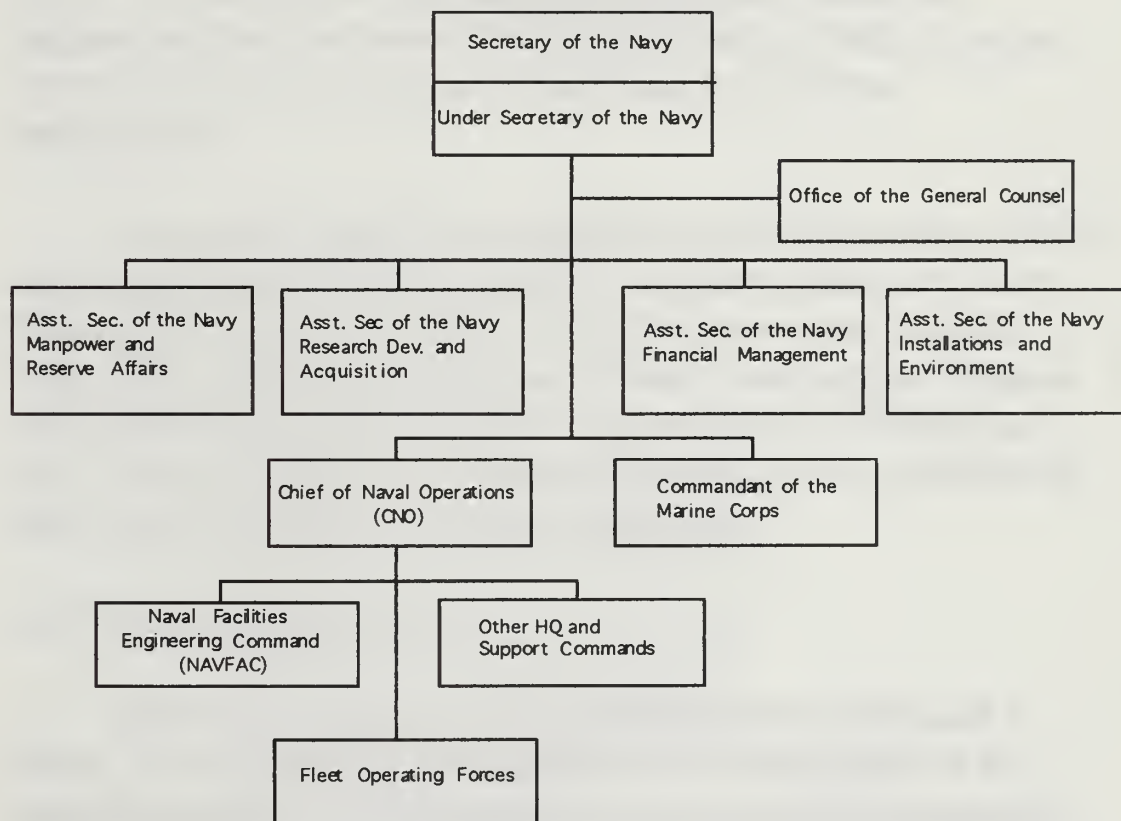 Secretary of the Navy
Under Secretary of the Navy
Office of the General Counsel
Asst. Sec. of the Navy
Manpower and
Reserve Affairs
Asst. Sec of the Navy
Research Dev. and
Acquisition
Asst. Sec. of the Navy
Financial Management
Asst. Sec. of the Navy
Installations and
Environment
Chief of Naval Operations
(CNO)
Commandant of the
Marine Corps
Naval Facilities
Engineering Command
(NAVFAC)
Other HQ and
Support Commands
Fleet Operating Forces